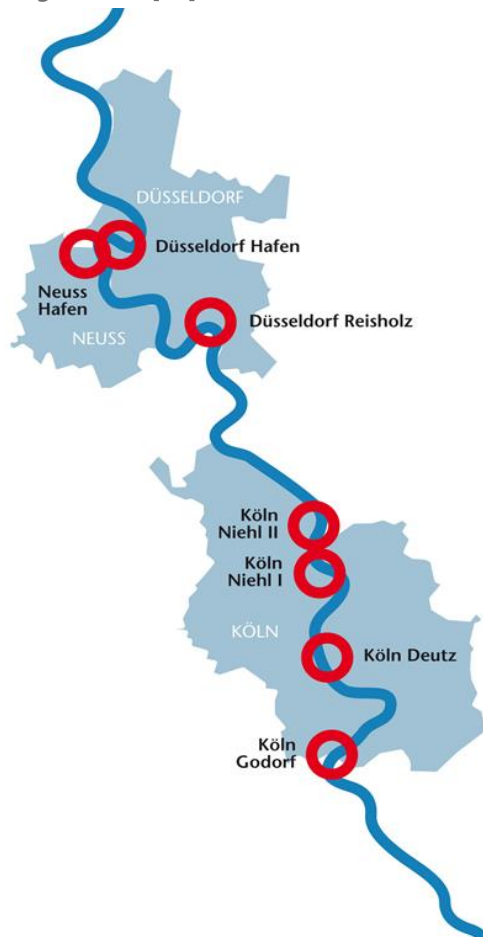 DÜSSELDORF
Düsseldorf Hafen
Neuss
Hafen
Düsseldorf Reisholz
NEUSS
Köln
Niehl II
Köln
Niehl I
KÖLN
Köln Deutz
Köln
Godorf